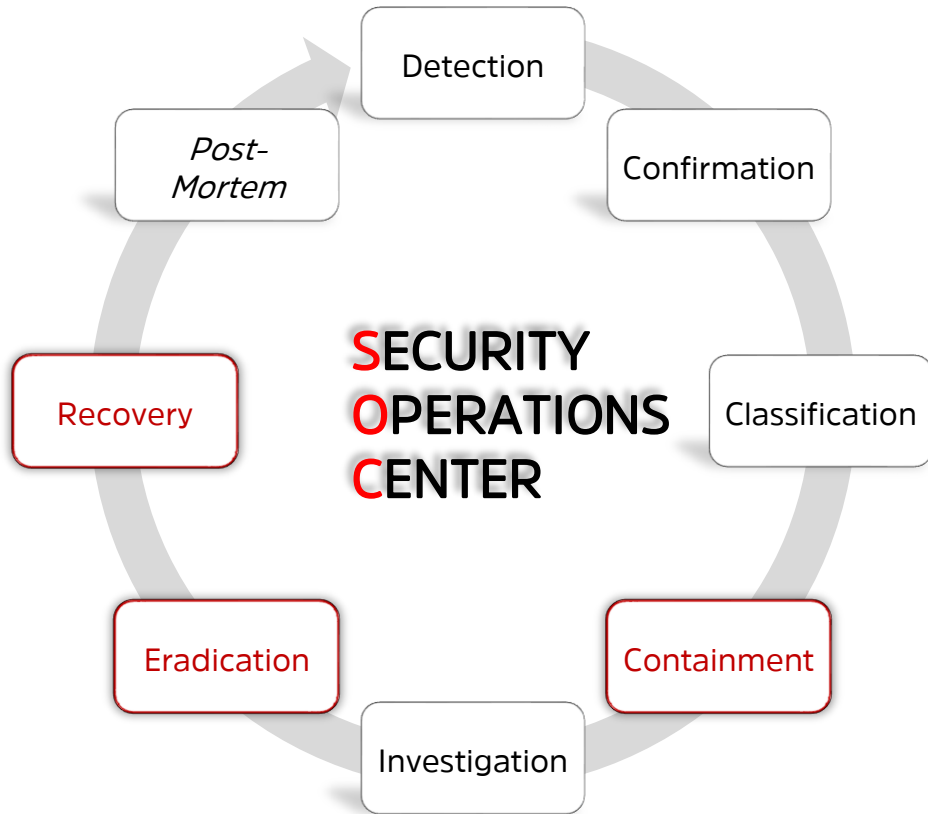 Detection
Confirmation
Classification
Containment
Investigation
Eradication
Recovery
Post-
Mortem
SECURITY
OPERATIONS
CENTER